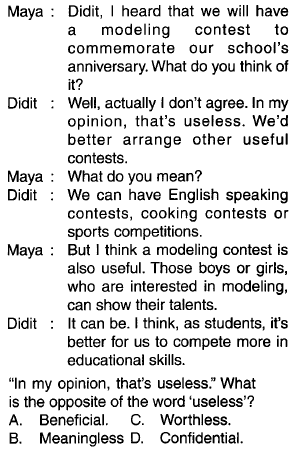 Maya : Didit, I heard that we will have
a modeling contest to
commemorate our school's
anniversary. What do you think of
it?
Didit : Well, actually I don't agree. In my
opinion, that's useless. We'd
better arrange other useful
contests.
Maya : What do you mean?
Didit : We can have English speaking
contests, cooking contests or
sports competitions.
Maya : But I think a modeling contest is
also useful. Those boys or girls,
who are interested in modeling,
can show their talents.
Didit : It can be. I think, as students, it's
better for us to compete more in
educational skills.
"In my opinion, that's useless." What
is the opposite of the word 'useless'?
A. Beneficial. C. Worthless.
B. Meaningless D. Confidential.